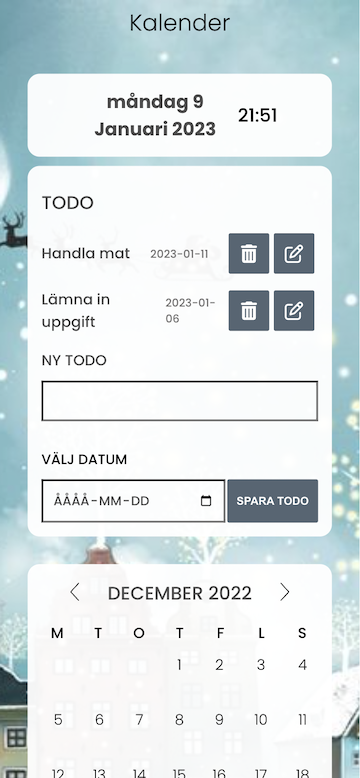 Kalender
måndag 9
Januari 2023
21:51
TODO
Handla mat 2023-01-11
Lämna in
uppgift
2023-01-
06
NY TODO
VÄLJ DATUM
ÅÅÅÅ-MM-DD
SPARA TODO
DECEMBER 2022
M T O T F L S
1 2 3 4
5 6 7 8 9 10 11
12 13 14 15 16 17 18